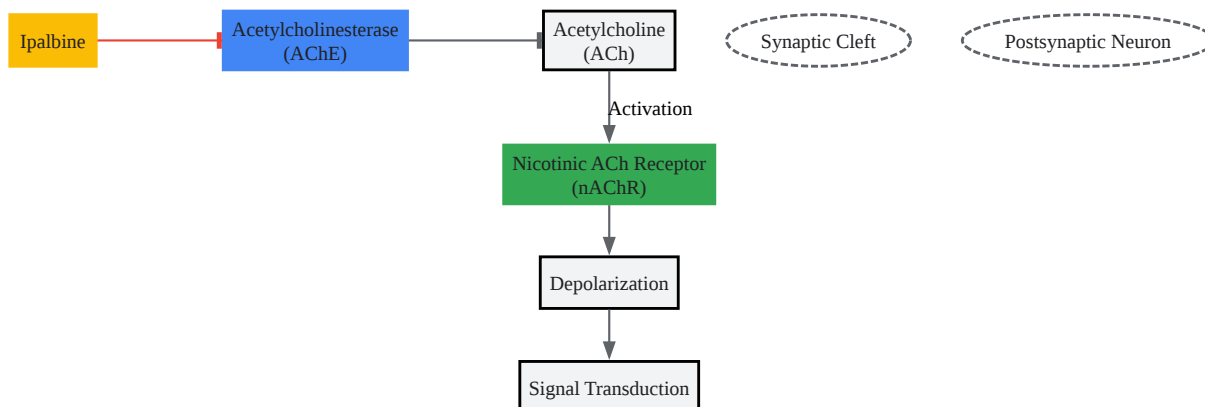 Ipalbine
Acetylcholinesterase
(AChE)
Acetylcholine
(ACh)
Synaptic Cleft
Postsynaptic Neuron
Activation
Nicotinic ACh Receptor
(nAChR)
Depolarization
Signal Transduction